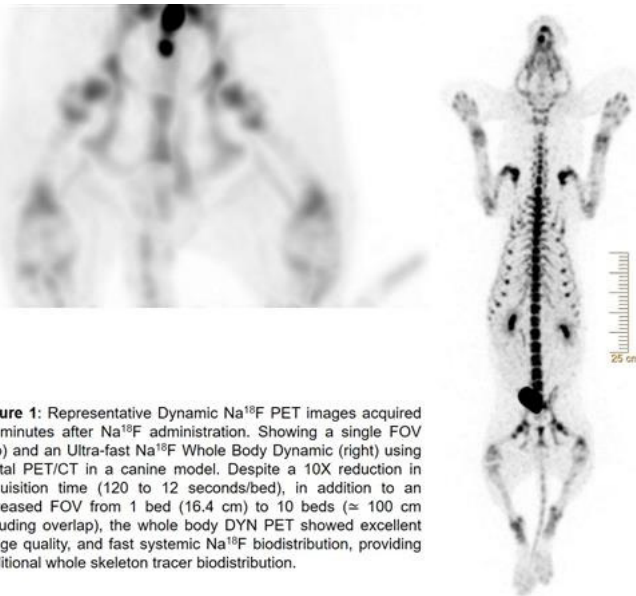 25 cm
ure 1: Representative Dynamic Na¹⁸F PET images acquired
minutes after Na¹⁸F administration. Showing a single FOV
) and an Ultra-fast Na¹⁸F Whole Body Dynamic (right) using
tal PET/CT in a canine model. Despite a 10X reduction in
uisition time (120 to 12 seconds/bed), in addition to an
eased FOV from 1 bed (16.4 cm) to 10 beds (≃ 100 cm
uding overlap), the whole body DYN PET showed excellent
ge quality, and fast systemic Na¹⁸F biodistribution, providing
itional whole skeleton tracer biodistribution.